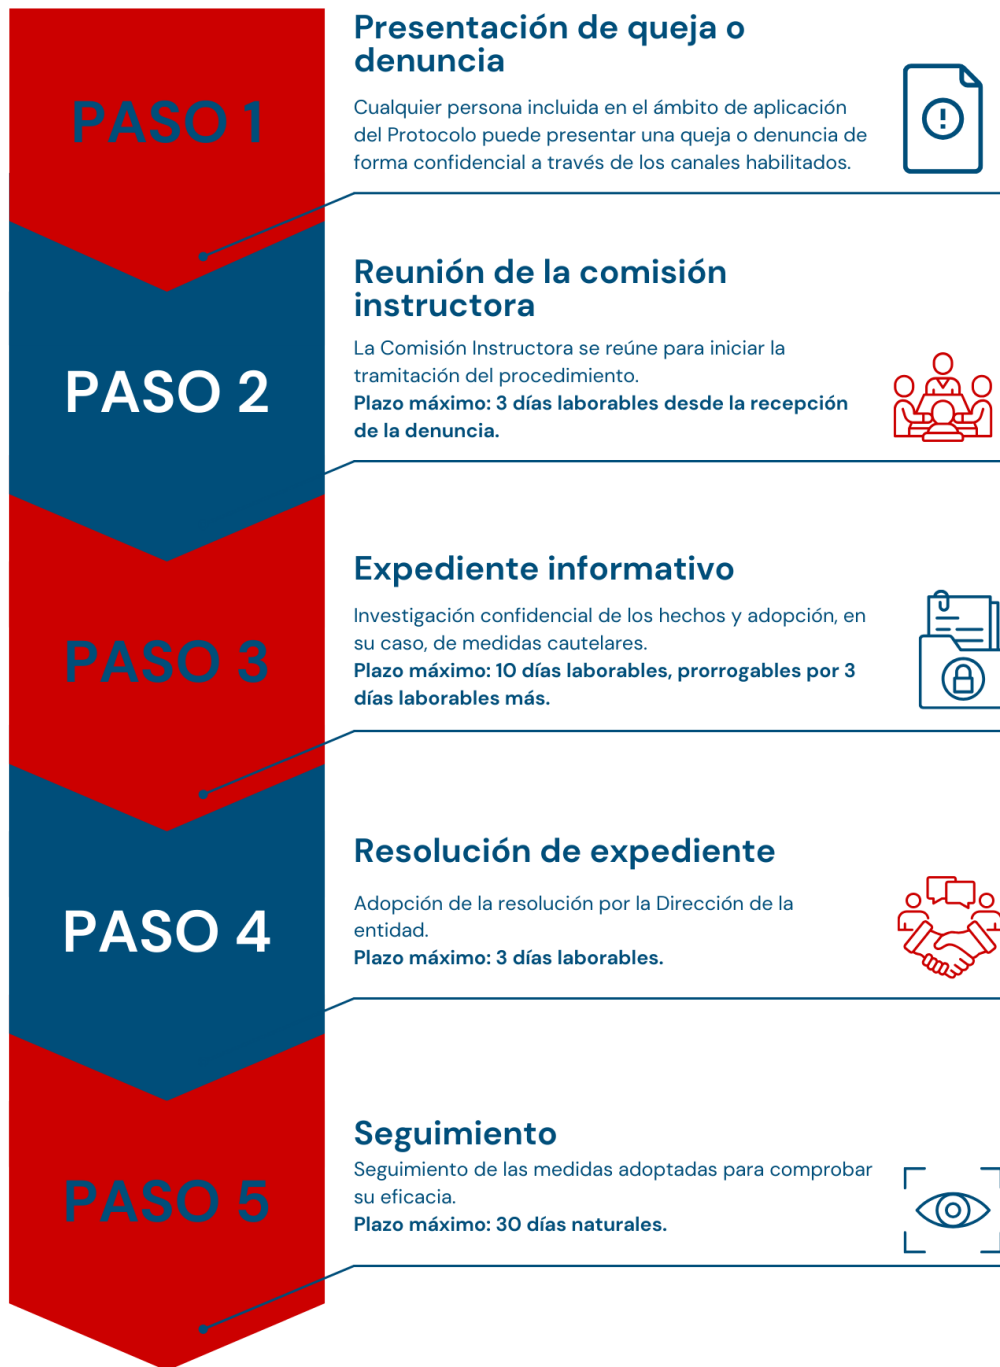 PASO 1
Presentación de queja o
denuncia
Cualquier persona incluida en el ámbito de aplicación
del Protocolo puede presentar una queja o denuncia de
forma confidencial a través de los canales habilitados.
PASO 2
Reunión de la comisión
instructora
La Comisión Instructora se reúne para iniciar la
tramitación del procedimiento.
Plazo máximo: 3 días laborables desde la recepción
de la denuncia.
PASO 3
Expediente informativo
Investigación confidencial de los hechos y adopción, en
su caso, de medidas cautelares.
Plazo máximo: 10 días laborables, prorrogables por 3
días laborables más.
PASO 4
Resolución de expediente
Adopción de la resolución por la Dirección de la
entidad.
Plazo máximo: 3 días laborables.
PASO 5
Seguimiento
Seguimiento de las medidas adoptadas para comprobar
su eficacia.
Plazo máximo: 30 días naturales.